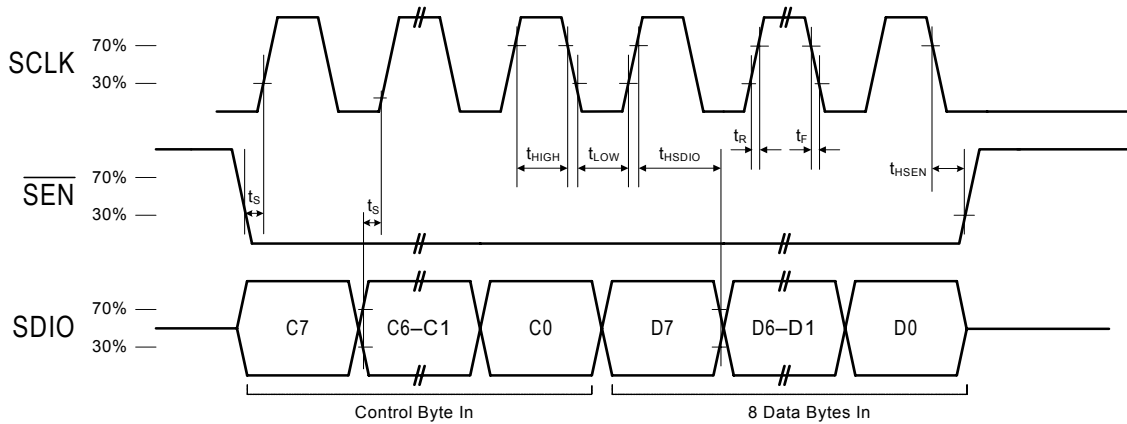 SCLK
70%
30%
tR
tF
tHIGH
tLOW
tHSDIO
tHSEN
SEN
70%
30%
tS
tS
SDIO
70%
30%
C7
C6–C1
C0
D7
D6–D1
D0
Control Byte In
8 Data Bytes In